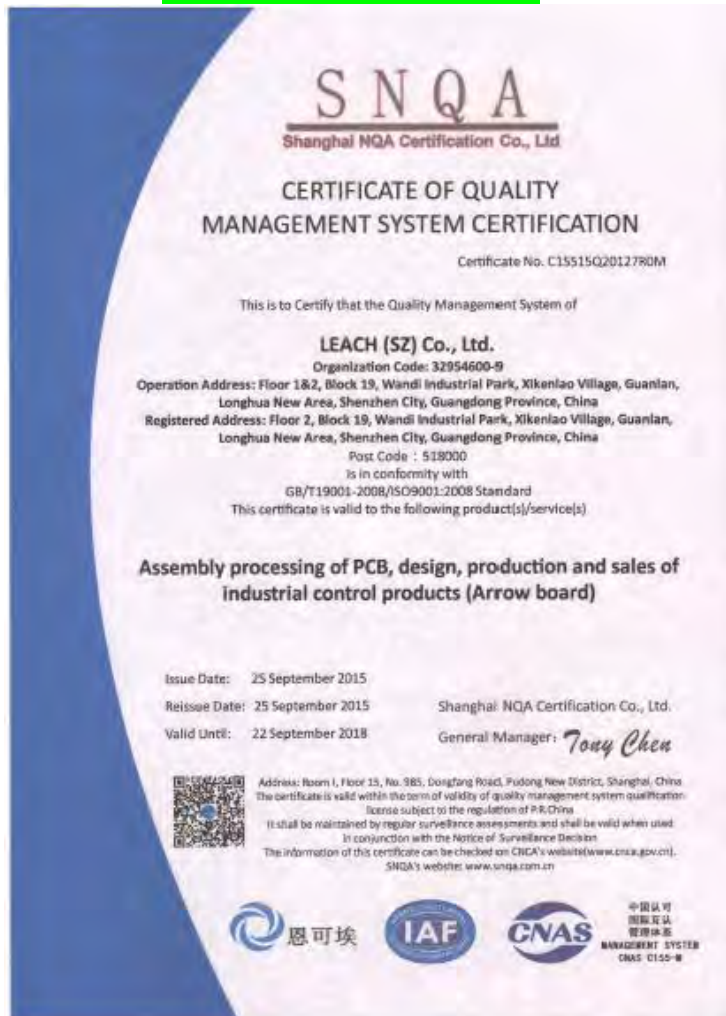 SNQA
Shanghai NQA Certification Co., Ltd
CERTIFICATE OF QUALITY
MANAGEMENT SYSTEM CERTIFICATION
Certificate No. C15515Q20127R0M
This is to Certify that the Quality Management System of
LEACH (SZ) Co., Ltd.
Organization Code: 32954600-9
Operation Address: Floor 1&2, Block 19, Wandi Industrial Park, Xikenlao Village, Guanlan,
Longhua New Area, Shenzhen City, Guangdong Province, China
Registered Address: Floor 2, Block 19, Wandi Industrial Park, Xikenlao Village, Guanlan,
Longhua New Area, Shenzhen City, Guangdong Province, China
Post Code : 518000
is in conformity with
GB/T19001-2008/ISO9001:2008 Standard
This certificate is valid to the following product(s)/service(s)
Assembly processing of PCB, design, production and sales of
industrial control products (Arrow board)
Issue Date: 25 September 2015
Reissue Date: 25 September 2015
Valid Until: 22 September 2018
Shanghai NQA Certification Co., Ltd.
General Manager: Tony Chen
Address: Room I, Floor 15, No. 985, Dongfang Road, Pudong New District, Shanghai, China
The certificate is valid within the term of validity of quality management system qualification
license subject to the regulation of P.R.China
It shall be maintained by regular surveillance assessments and shall be valid when used
in conjunction with the Notice of Surveillance Decision
The information of this certificate can be checked on CNCA's website(www.cnca.gov.cn).
SNQA's website: www.snqa.com.cn
恩可埃
IAF
CNAS
中国认可
国际互认
管理体系
MANAGEMENT SYSTEM
CNAS C155-M